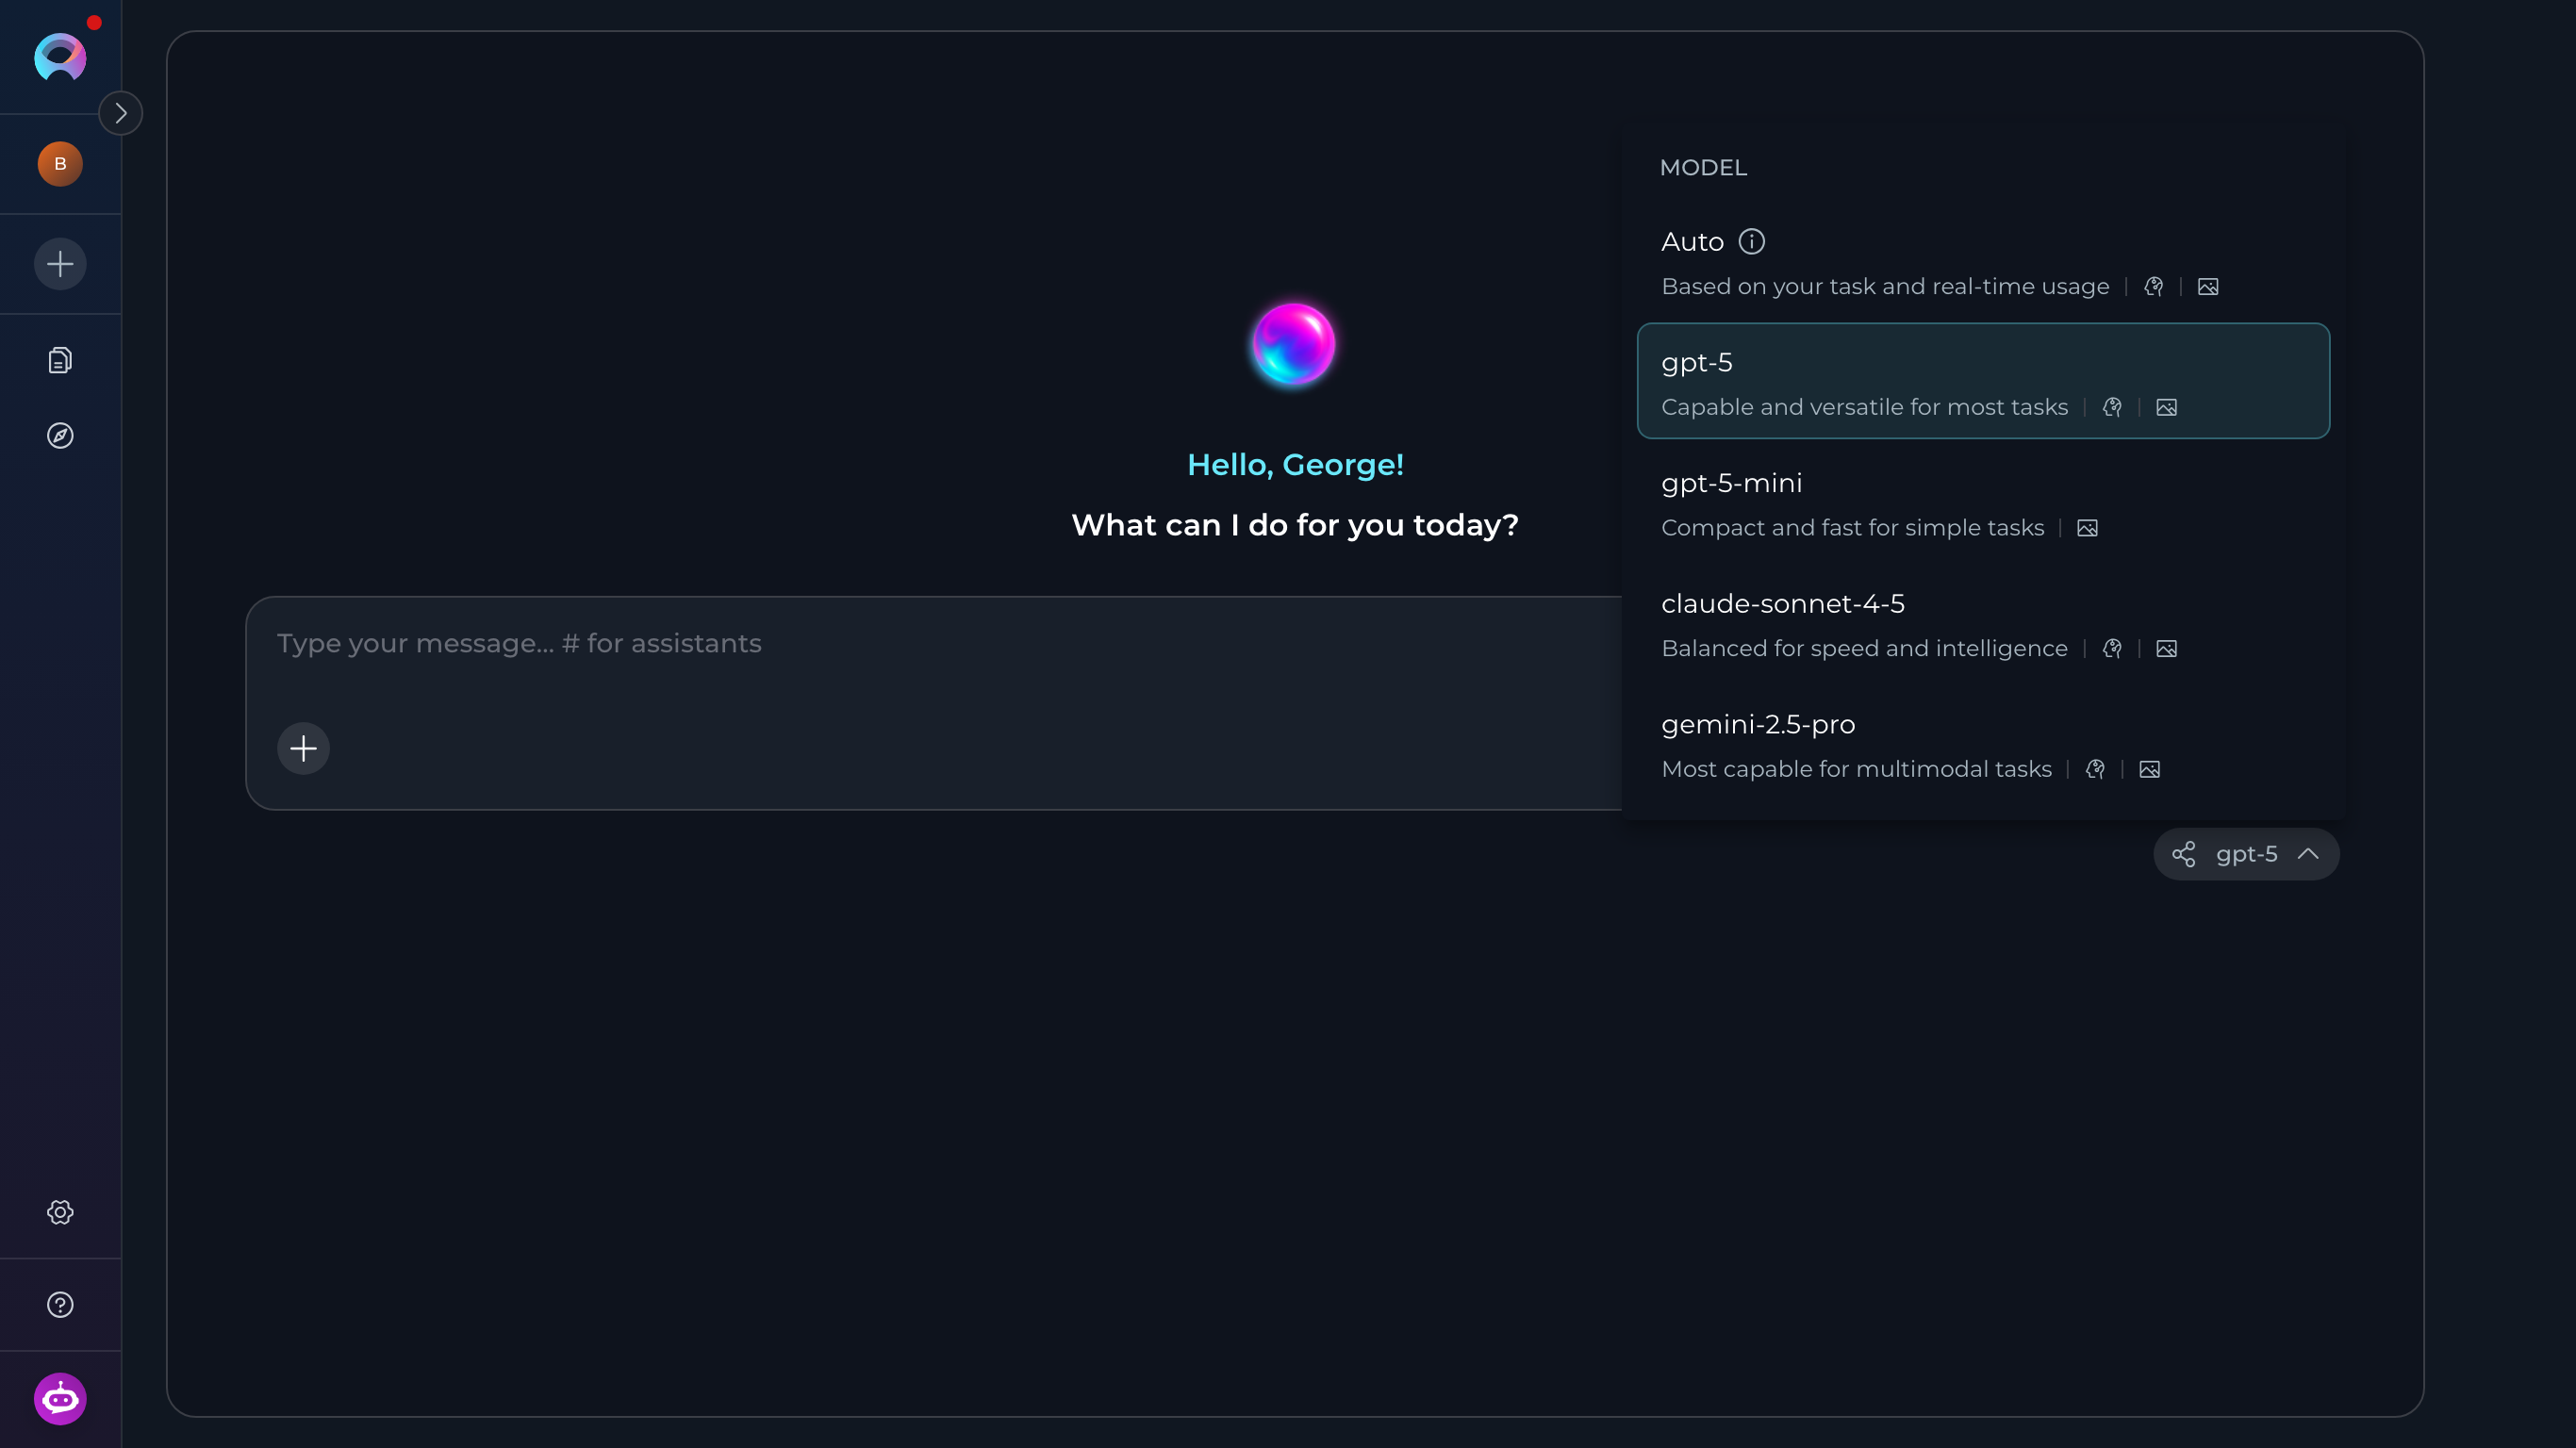 B
Hello, George!
What can I do for you today?
Type your message... # for assistants
MODEL
Auto
Based on your task and real-time usage
gpt-5
Capable and versatile for most tasks
gpt-5-mini
Compact and fast for simple tasks
claude-sonnet-4-5
Balanced for speed and intelligence
gemini-2.5-pro
Most capable for multimodal tasks
gpt-5